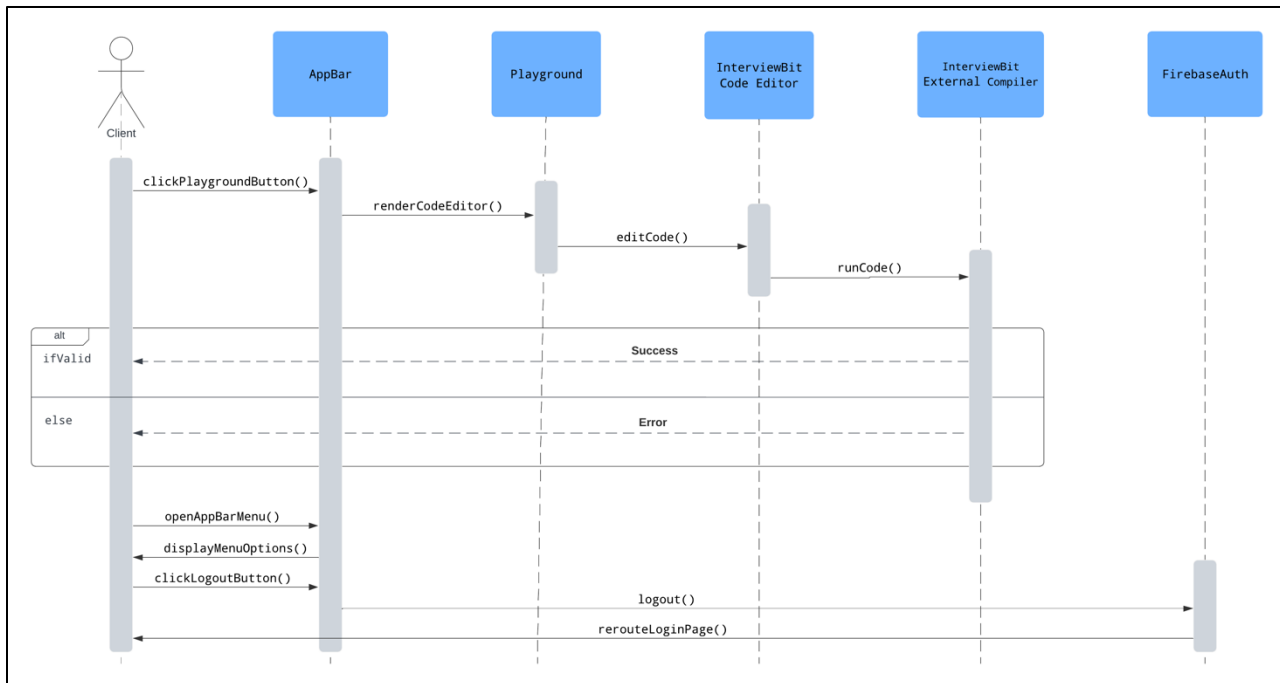 AppBar
Playground
InterviewBit
Code Editor
InterviewBit
External Compiler
FirebaseAuth
Client
clickPlaygroundButton()
renderCodeEditor()
editCode()
runCode()
alt
ifValid
Success
else
Error
openAppBarMenu()
displayMenuOptions()
clickLogoutButton()
logout()
rerouteLoginPage()